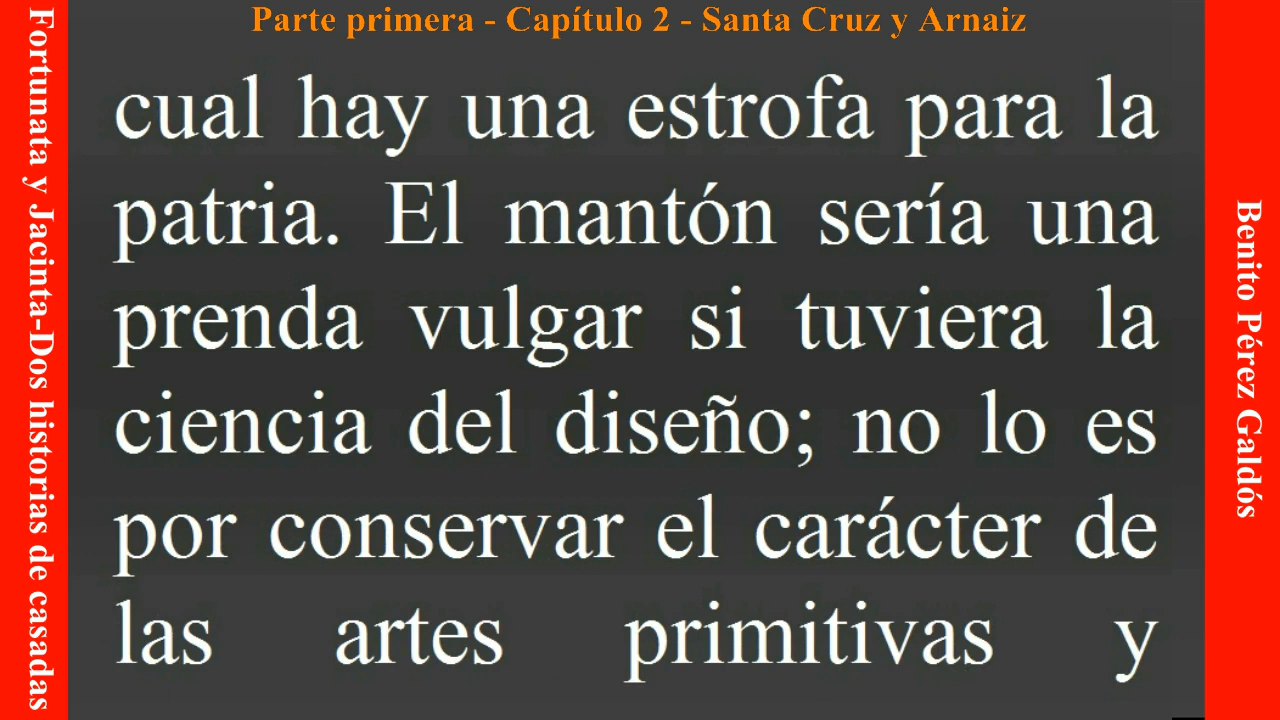 Parte primera - Capítulo 2 - Santa Cruz y Arnaiz
Fortunata y Jacinta-Dos historias de casadas
cual hay una estrofa para la
patria. El mantón sería una
prenda vulgar si tuviera la
ciencia del diseño; no lo es
por conservar el carácter de
las artes primitivas y
Benito Pérez Galdós